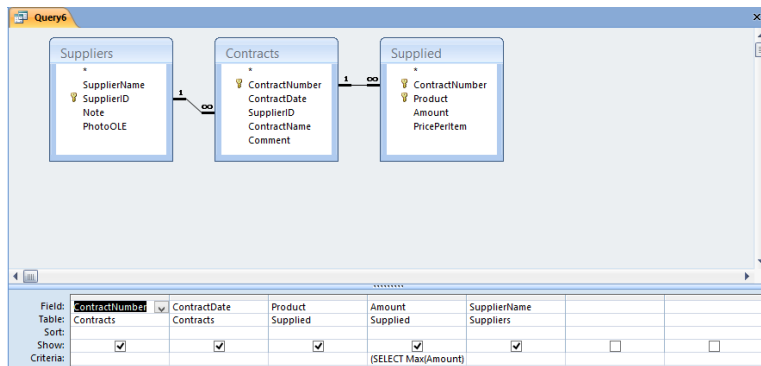 Query6
Suppliers Contracts Supplied
* * *
SupplierName ContractNumber ContractNumber
SupplierID ContractDate Product
Note SupplierID Amount
PhotoOLE ContractName PricePerItem
Comment
1 ∞ 1 ∞
Field: ContractNumber ContractDate Product Amount SupplierName
Table: Contracts Contracts Supplied Supplied Suppliers
Sort:
Show:
Criteria: (SELECT Max(Amount)